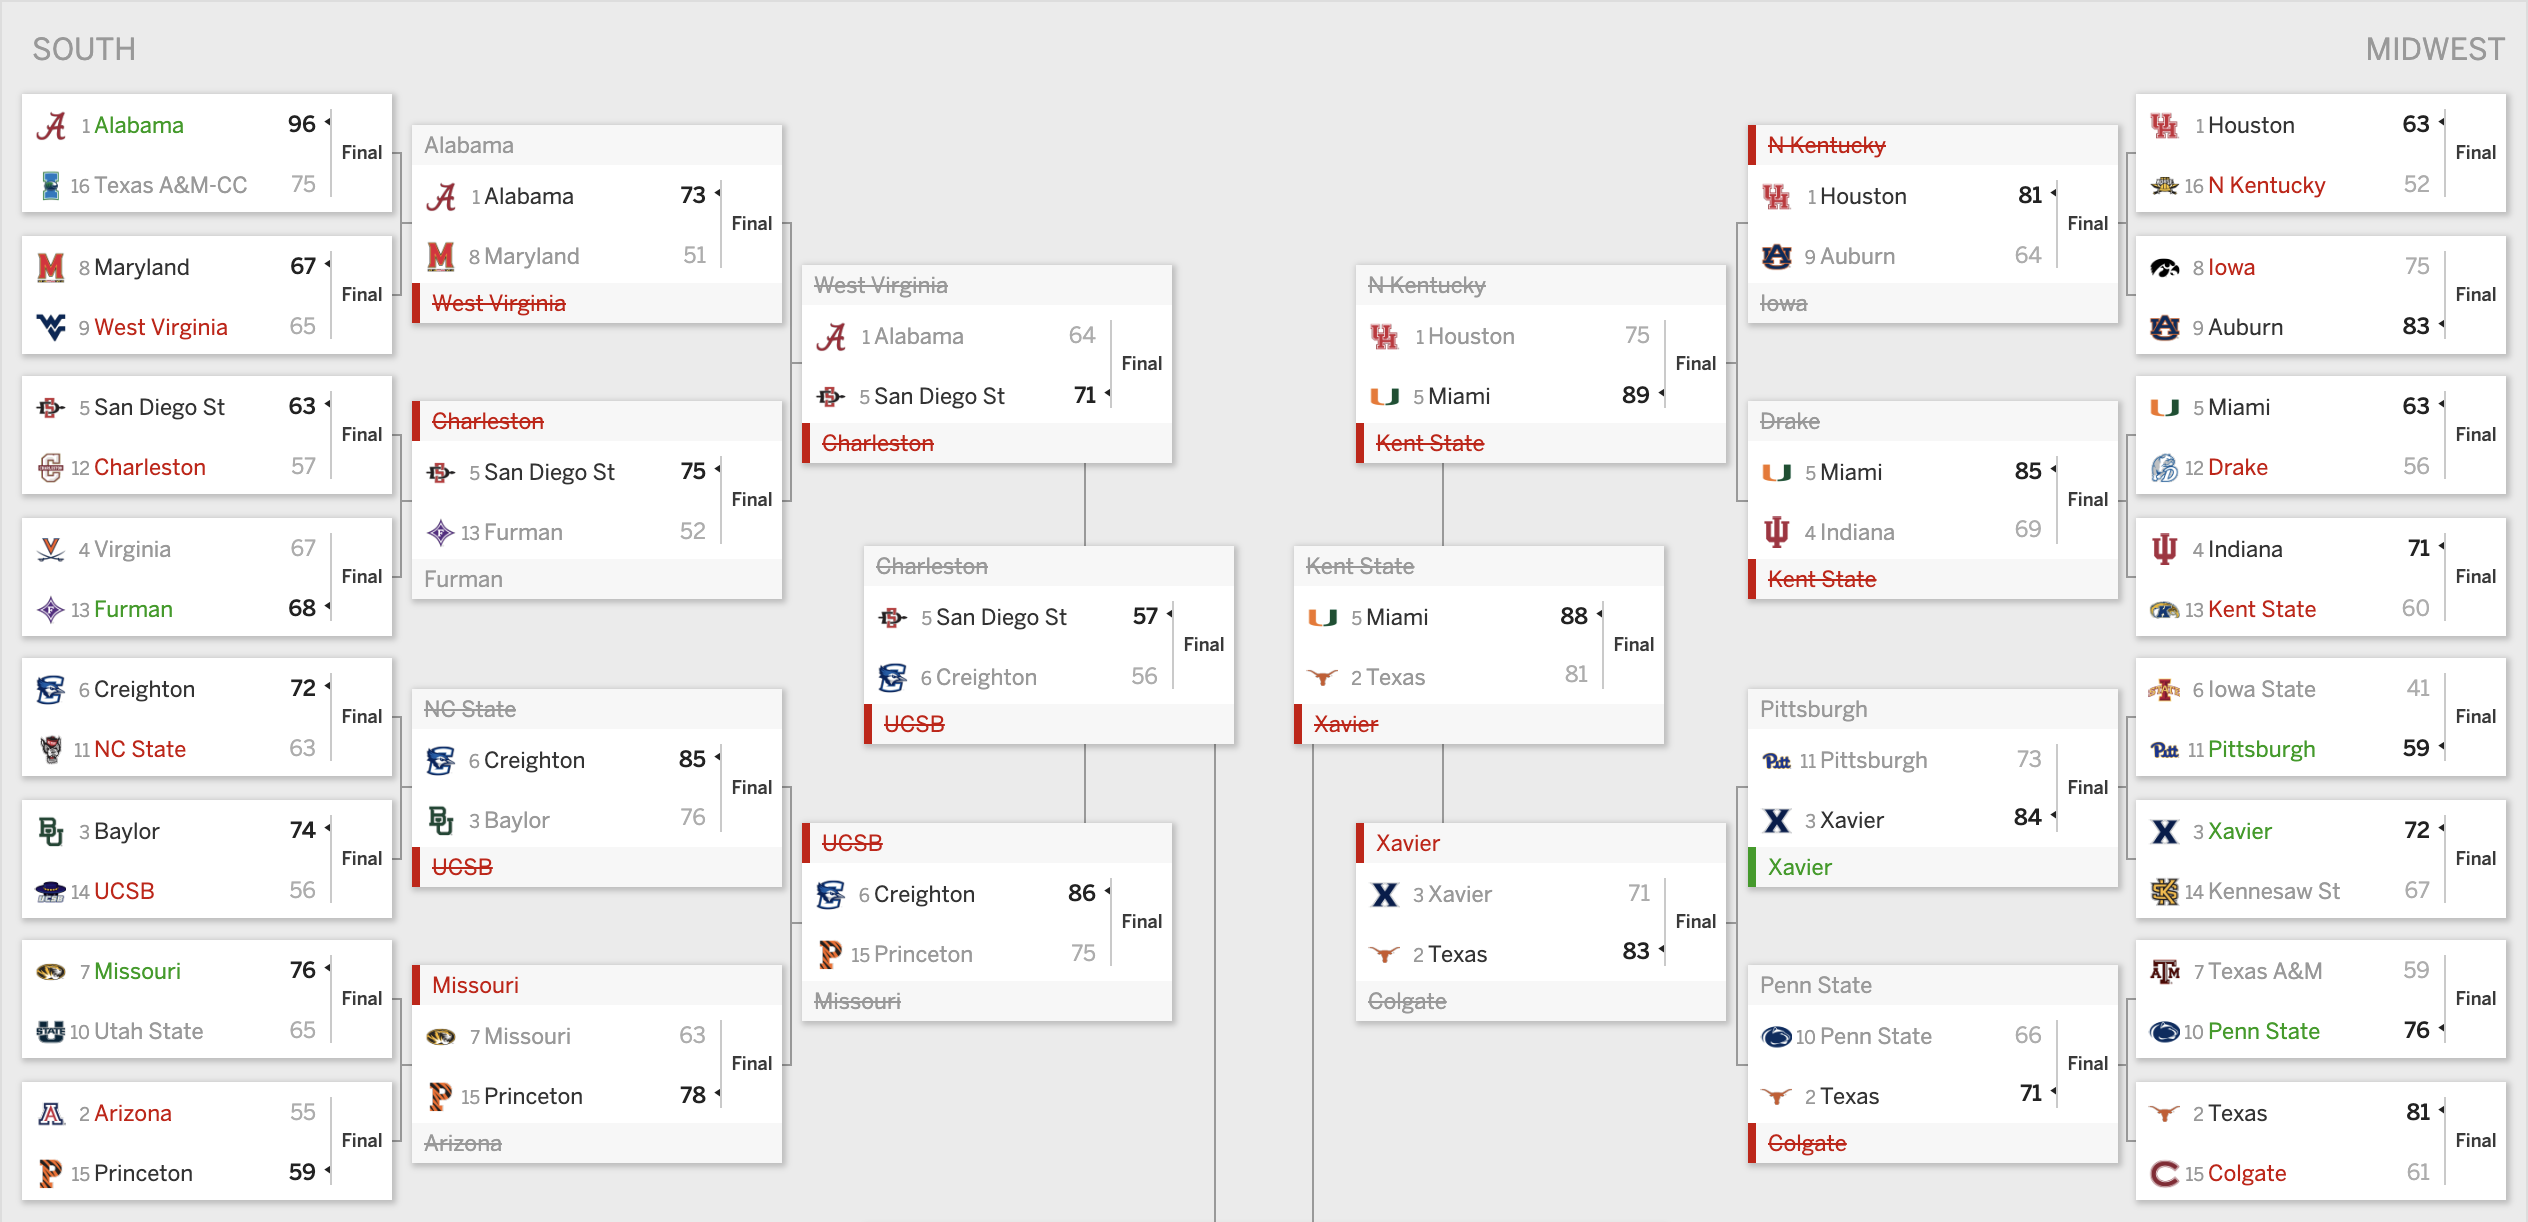 SOUTH
MIDWEST
1 Alabama 96
16 Texas A&M-CC 75
Final
8 Maryland 67
9 West Virginia 65
Final
5 San Diego St 63
12 Charleston 57
Final
4 Virginia 67
13 Furman 68
Final
6 Creighton 72
11 NC State 63
Final
3 Baylor 74
14 UCSB 56
Final
7 Missouri 76
10 Utah State 65
Final
2 Arizona 55
15 Princeton 59
Final
Alabama
1 Alabama 73
8 Maryland 51
Final
West Virginia
Charleston
5 San Diego St 75
13 Furman 52
Final
Furman
NC State
6 Creighton 85
3 Baylor 76
Final
UCSB
Missouri
7 Missouri 63
15 Princeton 78
Final
Arizona
West Virginia
1 Alabama 64
5 San Diego St 71
Final
Charleston
Charleston
5 San Diego St 57
6 Creighton 56
Final
UCSB
UCSB
6 Creighton 86
15 Princeton 75
Final
Missouri
N Kentucky
1 Houston 75
5 Miami 89
Final
Kent State
Kent State
5 Miami 88
2 Texas 81
Final
Xavier
Xavier
3 Xavier 71
2 Texas 83
Final
Colgate
N Kentucky
1 Houston 81
9 Auburn 64
Final
Iowa
Drake
5 Miami 85
4 Indiana 69
Final
Kent State
Pittsburgh
11 Pittsburgh 73
3 Xavier 84
Final
Xavier
Penn State
10 Penn State 66
2 Texas 71
Final
Colgate
1 Houston 63
16 N Kentucky 52
Final
8 Iowa 75
9 Auburn 83
Final
5 Miami 63
12 Drake 56
Final
4 Indiana 71
13 Kent State 60
Final
6 Iowa State 41
11 Pittsburgh 59
Final
3 Xavier 72
14 Kennesaw St 67
Final
7 Texas A&M 59
10 Penn State 76
Final
2 Texas 81
15 Colgate 61
Final